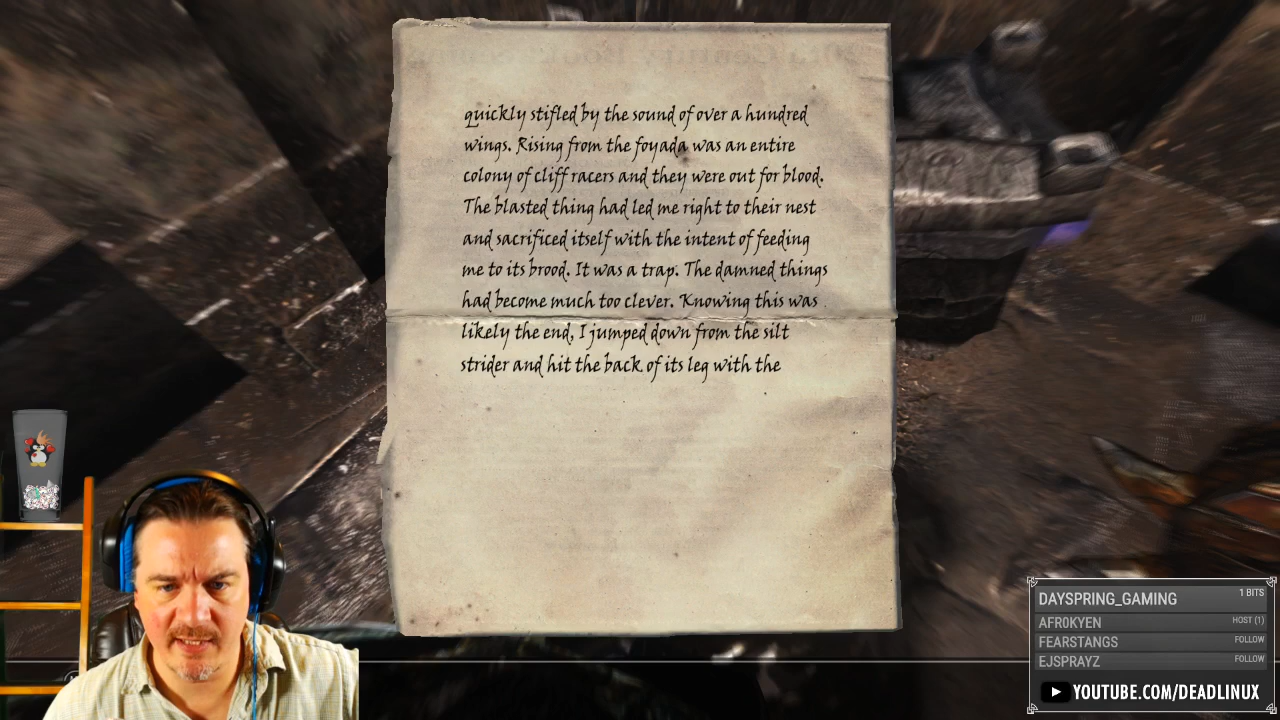 quickly stifled by the sound of over a hundred
wings. Rising from the foyada was an entire
colony of cliff racers and they were out for blood.
The blasted thing had led me right to their nest
and sacrificed itself with the intent of feeding
me to its brood. It was a trap. The damned things
had become much too clever. Knowing this was
likely the end, I jumped down from the silt
strider and hit the back of its leg with the
DAYSPRING_GAMING 1 BITS
AFR0KYEN HOST (1)
FEARSTANGS FOLLOW
EJSPRAYZ FOLLOW
YOUTUBE.COM/DEADLINUX